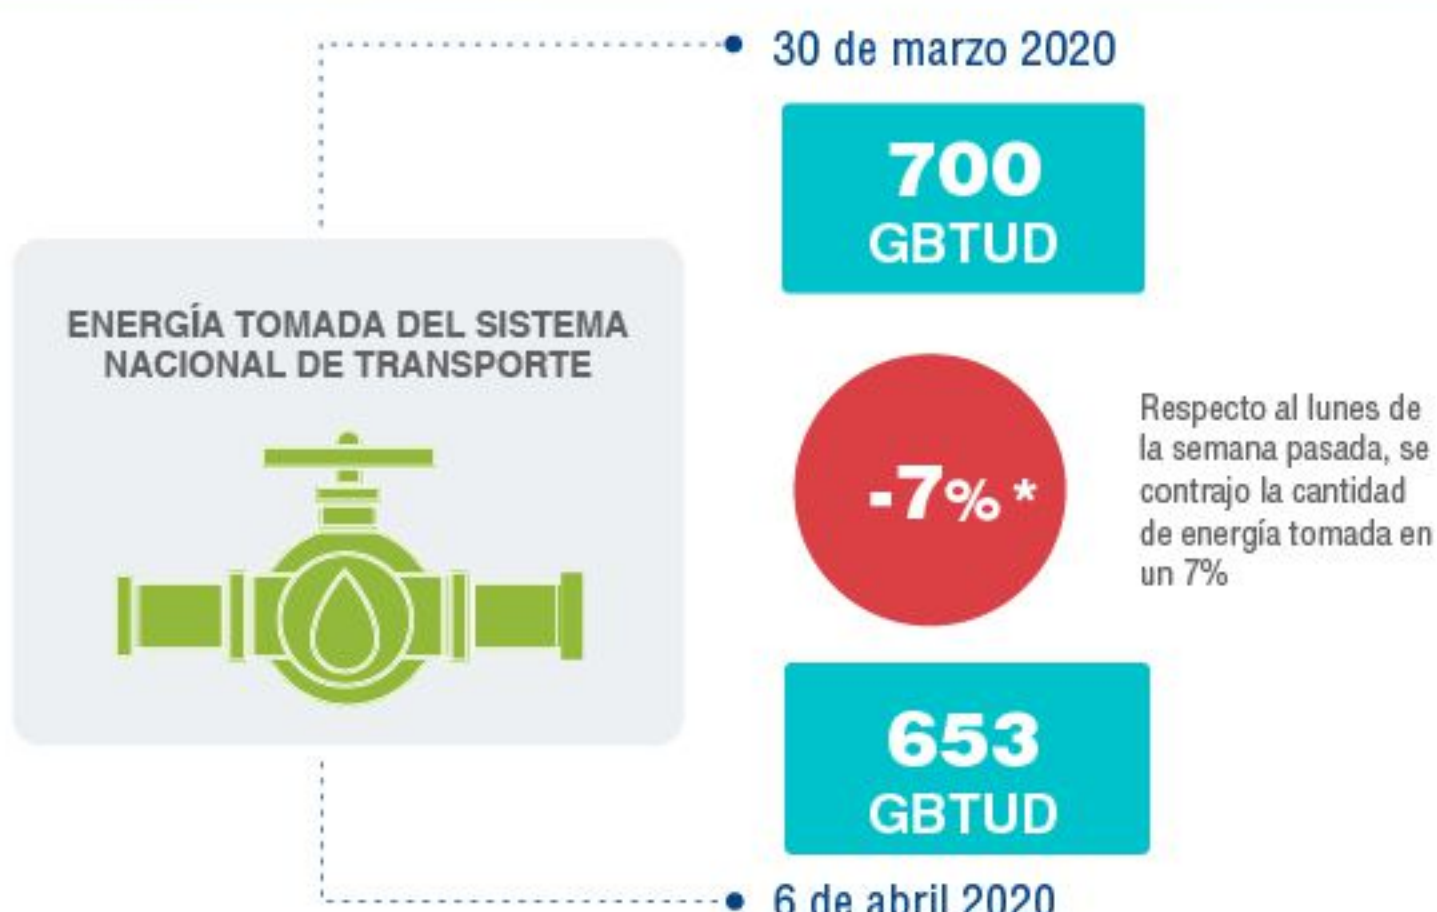 30 de marzo 2020
700
GBTUD
ENERGÍA TOMADA DEL SISTEMA
NACIONAL DE TRANSPORTE
-7% *
Respecto al lunes de
la semana pasada, se
contrajo la cantidad
de energía tomada en
un 7%
653
GBTUD
6 de abril 2020